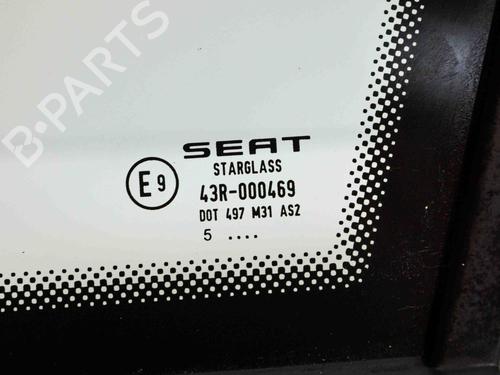 B-PARTS
SEAT
STARGLASS
E9
43R-000469
DOT 497 M31 AS2
5 ....